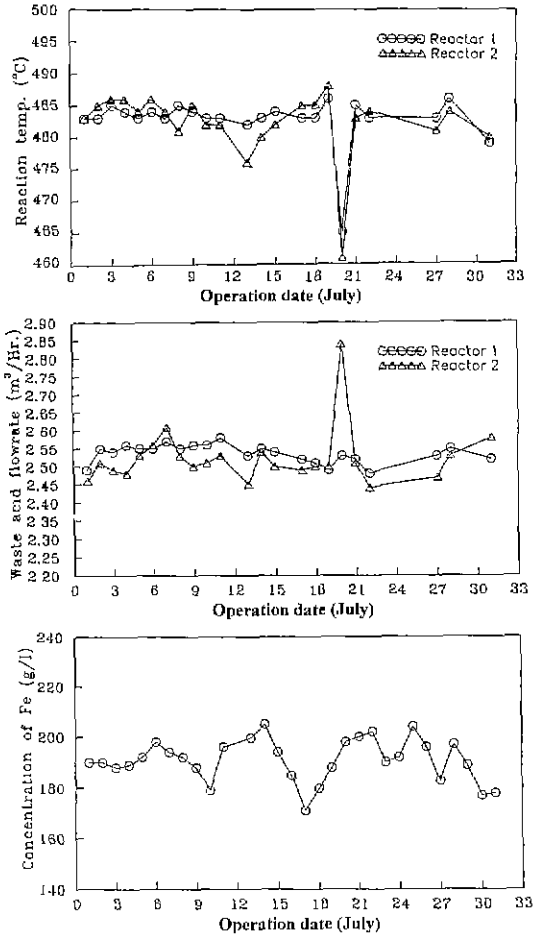 500
495
490
485
480
475
470
465
460
Reaction temp. (°C)
Reactor 1
Reactor 2
0 3 6 9 12 15 18 21 24 27 30 33
Operation date (July)
2.90
2.85
2.80
2.75
2.70
2.65
2.60
2.55
2.50
2.45
2.40
2.35
2.30
2.25
2.20
Waste acid flowrate (m³/Hr.)
Reactor 1
Reactor 2
0 3 6 9 12 15 18 21 24 27 30 33
Operation date (July)
240
220
200
180
160
140
Concentration of Fe (g/l)
0 3 6 9 12 15 18 21 24 27 30 33
Operation date (July)